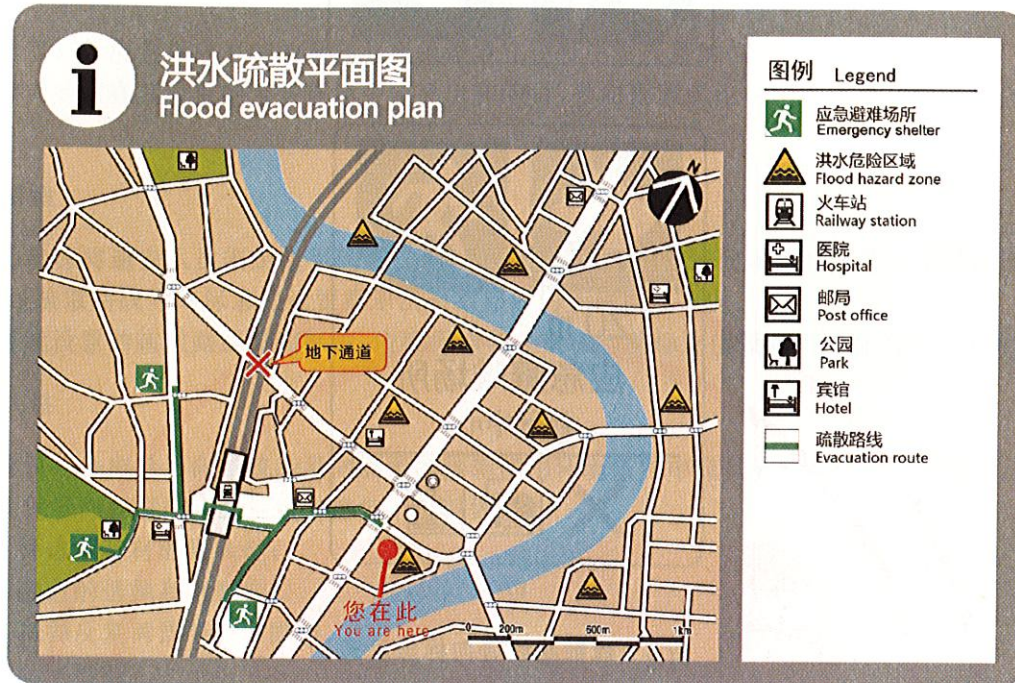 洪水疏散平面图
Flood evacuation plan
N
地下通道
您在此
You are here
0 200m 600m 1km
图例 Legend
应急避难场所
Emergency shelter
洪水危险区域
Flood hazard zone
火车站
Railway station
医院
Hospital
邮局
Post office
公园
Park
宾馆
Hotel
疏散路线
Evacuation route